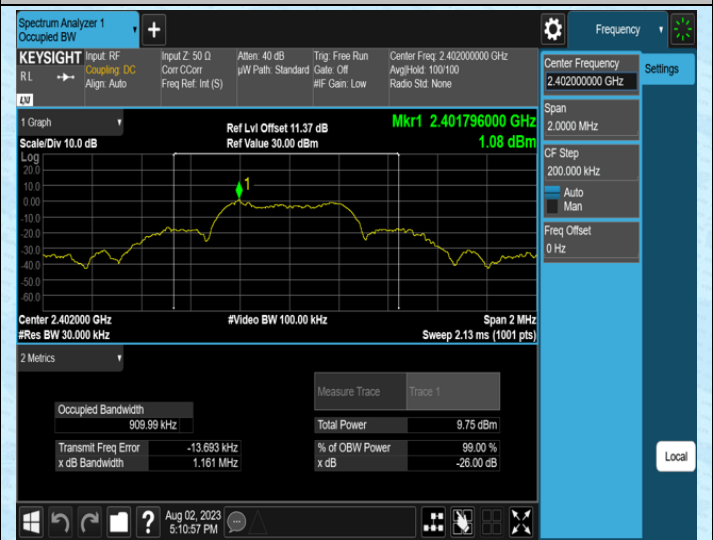 Spectrum Analyzer 1
Occupied BW
Frequency
KEYSIGHT
R L
LXI
Input: RF
Coupling: DC
Align: Auto
Input Z: 50 Ω
Corr CCorr
Freq Ref: Int (S)
Atten: 40 dB
µW Path: Standard
Trig: Free Run
Gate: Off
#IF Gain: Low
Center Freq: 2.402000000 GHz
Avg|Hold: 100/100
Radio Std: None
Center Frequency
2.402000000 GHz
Settings
Span
2.0000 MHz
CF Step
200.000 kHz
Auto
Man
Freq Offset
0 Hz
1 Graph
Scale/Div 10.0 dB
Ref Lvl Offset 11.37 dB
Ref Value 30.00 dBm
Mkr1 2.401796000 GHz
1.08 dBm
Log
20.0
10.0
0.00
-10.0
-20.0
-30.0
-40.0
-50.0
-60.0
1
Center 2.402000 GHz
#Res BW 30.000 kHz
#Video BW 100.00 kHz
Span 2 MHz
Sweep 2.13 ms (1001 pts)
2 Metrics
Measure Trace
Trace 1
Occupied Bandwidth
909.99 kHz
Total Power
9.75 dBm
Transmit Freq Error
-13.693 kHz
% of OBW Power
99.00 %
x dB Bandwidth
1.161 MHz
x dB
-26.00 dB
Local
?
Aug 02, 2023
5:10:57 PM